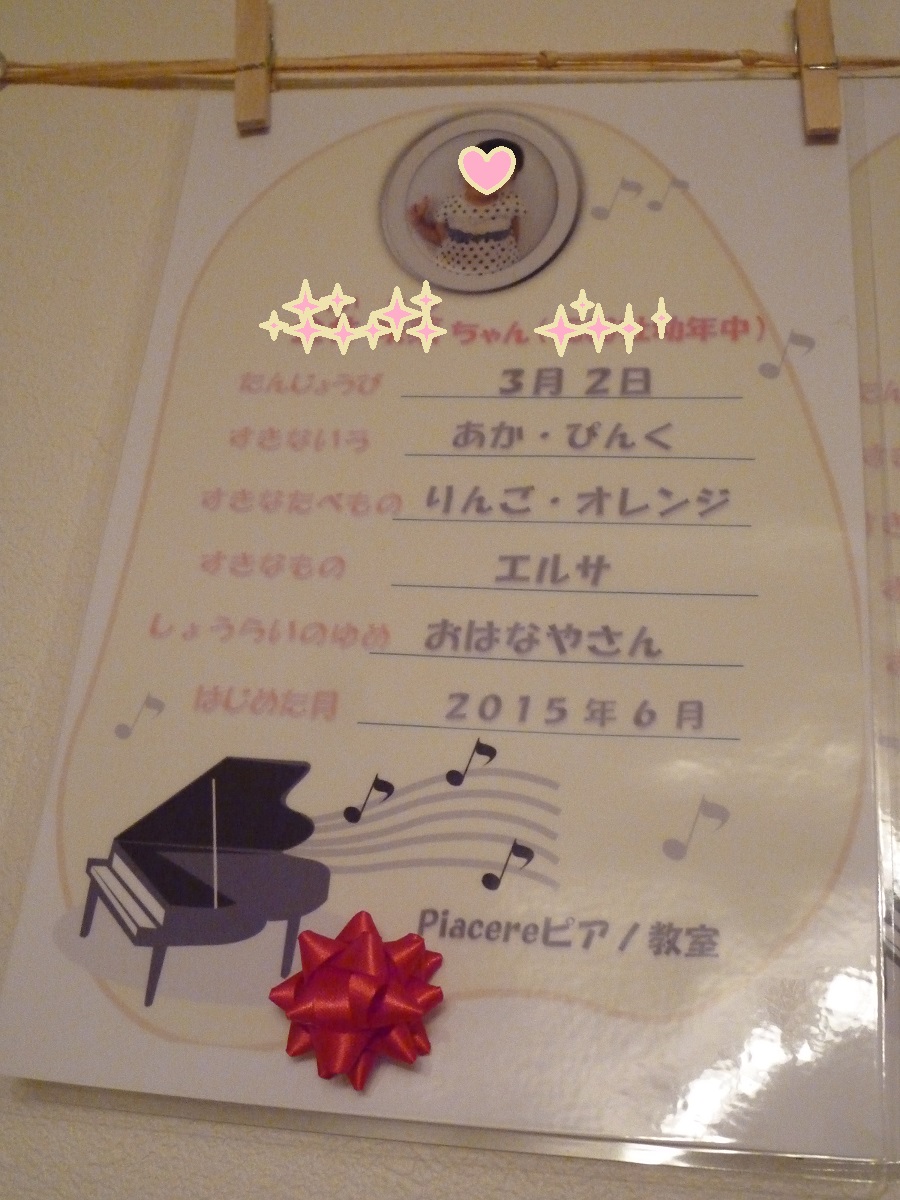 ちゃん（ 幼年中）
たんじょうび 3月 2日
すきないろ あか・ぴんく
すきなたべもの りんご・オレンジ
すきなもの エルサ
しょうらいのゆめ おはなやさん
はじめた月 2015年6月
Piacereピアノ教室